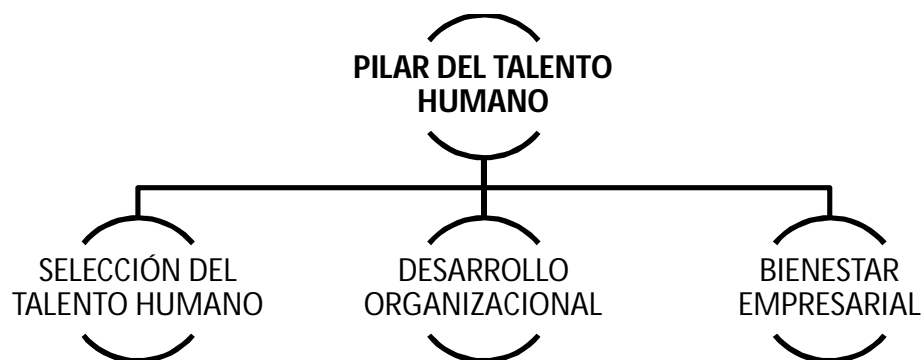 PILAR DEL TALENTO
HUMANO
SELECCIÓN DEL
TALENTO HUMANO
DESARROLLO
ORGANIZACIONAL
BIENESTAR
EMPRESARIAL